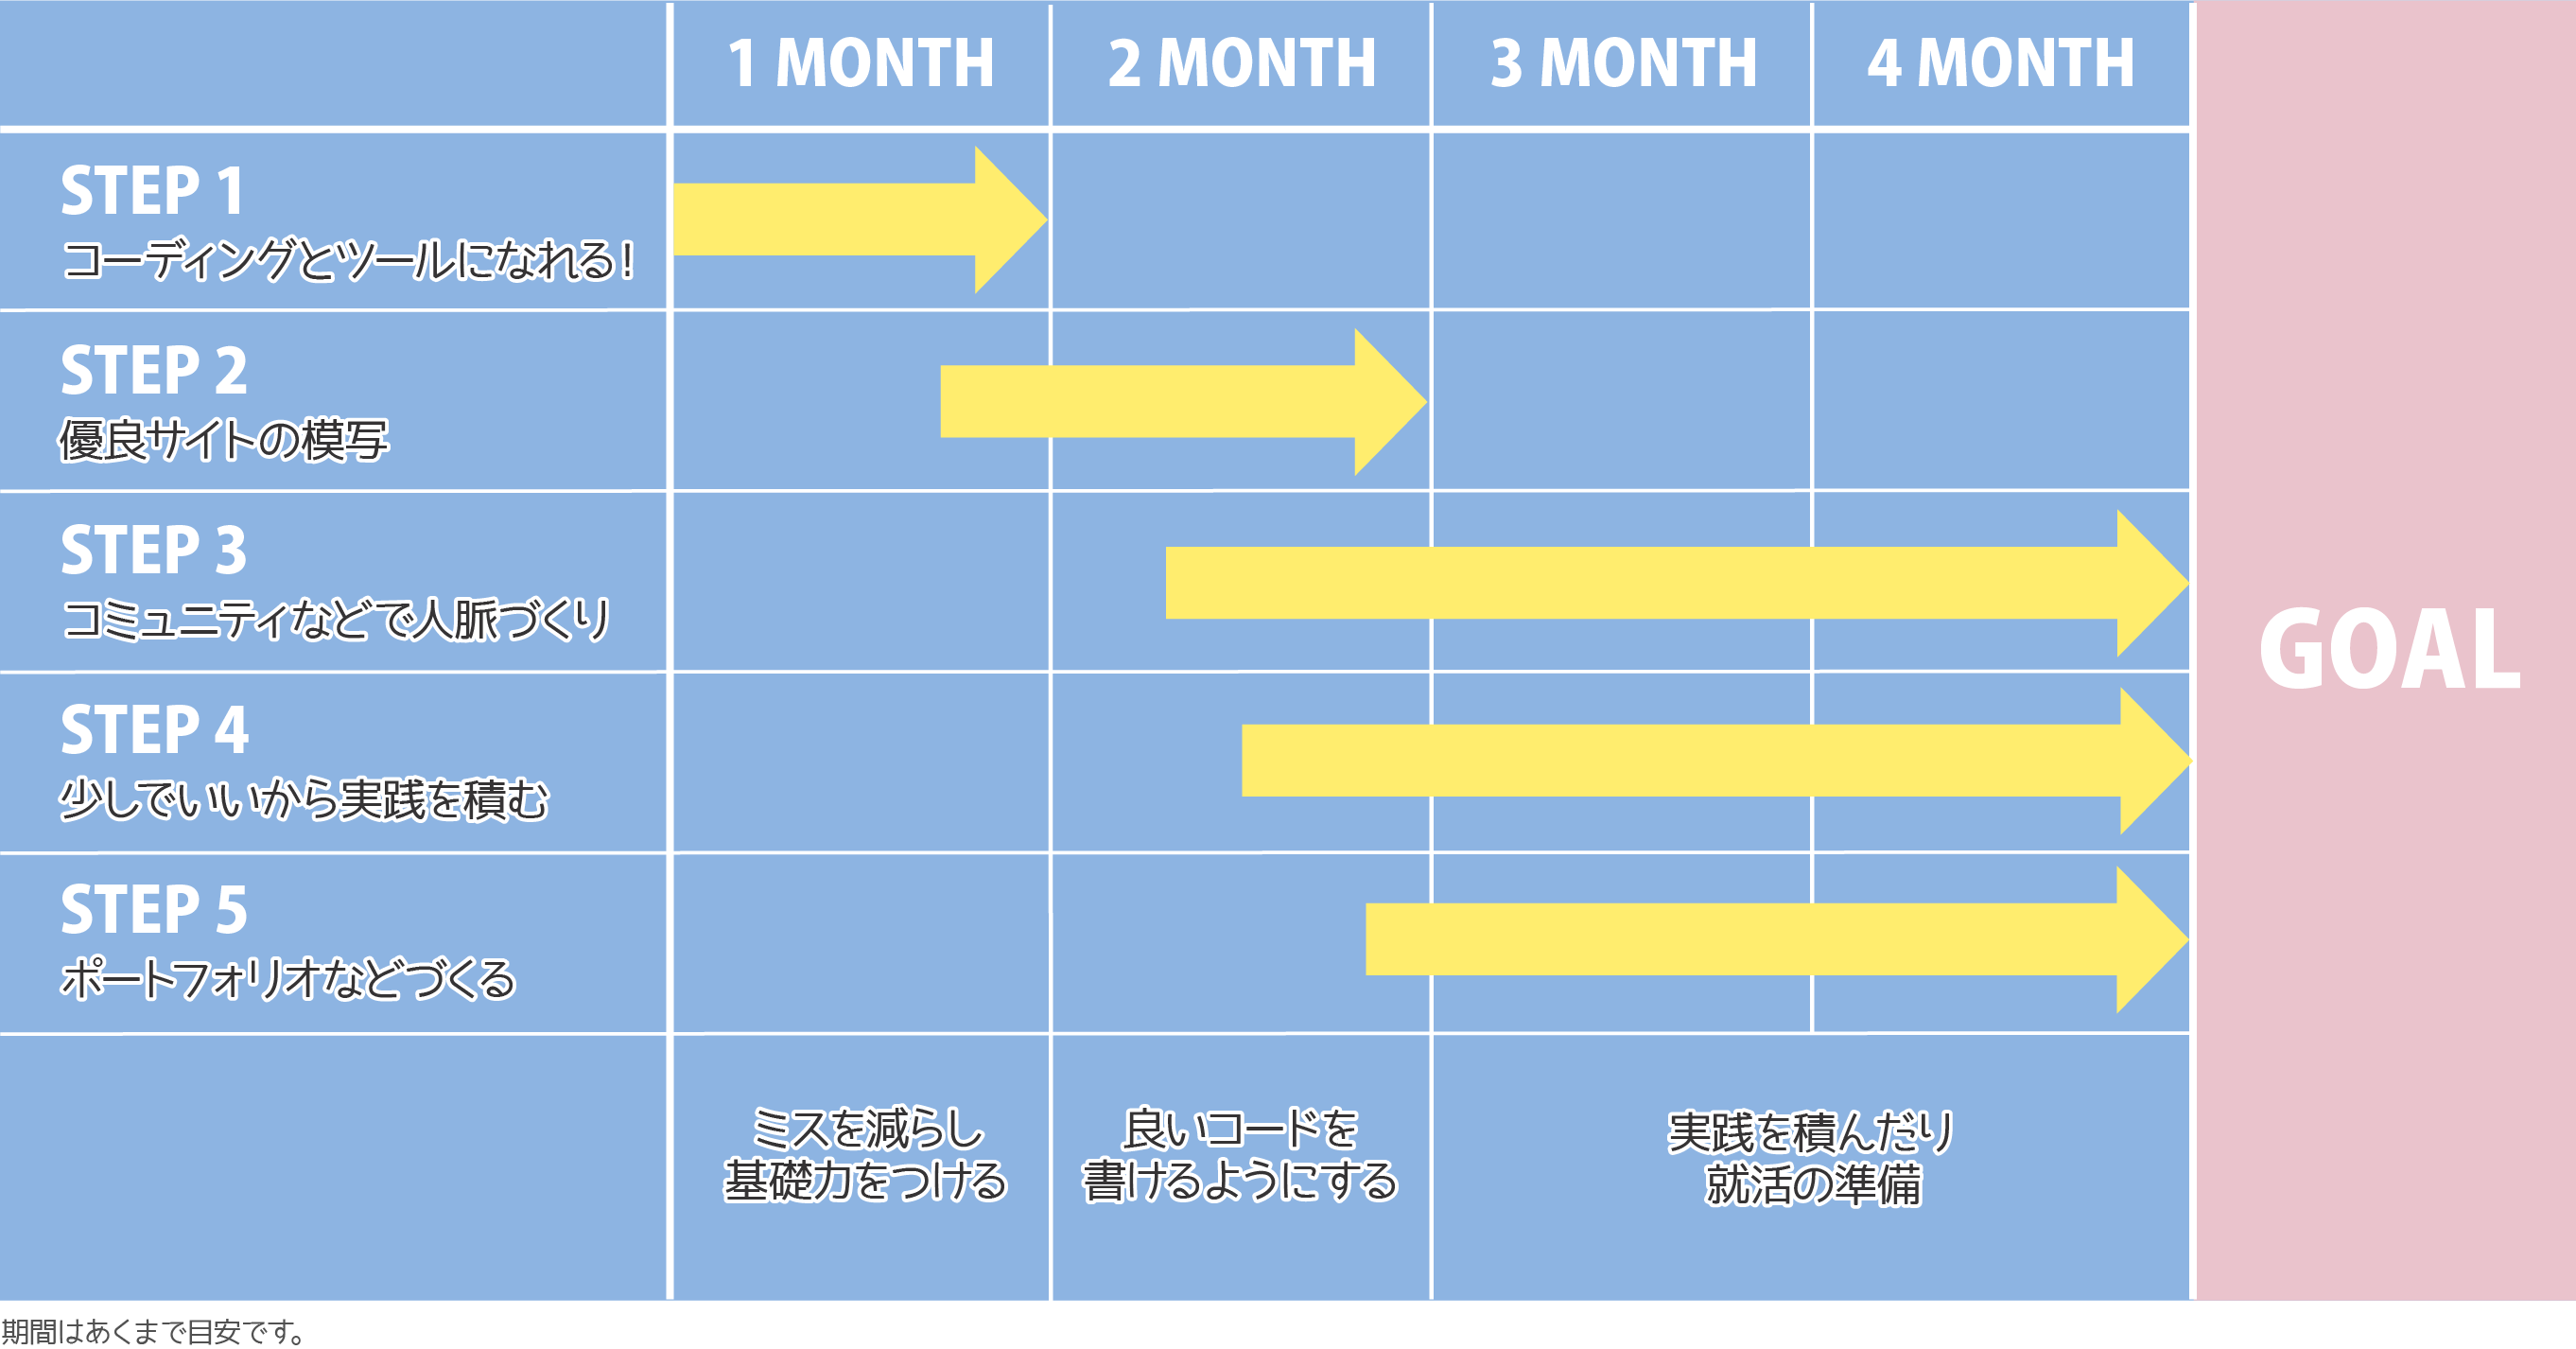 1 MONTH
2 MONTH
3 MONTH
4 MONTH
STEP 1
コーディングとツールになれる!
STEP 2
優良サイトの模写
STEP 3
コミュニティなどで人脈づくり
GOAL
STEP 4
少しでいいから実践を積む
STEP 5
ポートフォリオなどづくる
ミスを減らし
基礎力をつける
良いコードを
書けるようにする
実践を積んだり
就活の準備
期間はあくまで目安です。